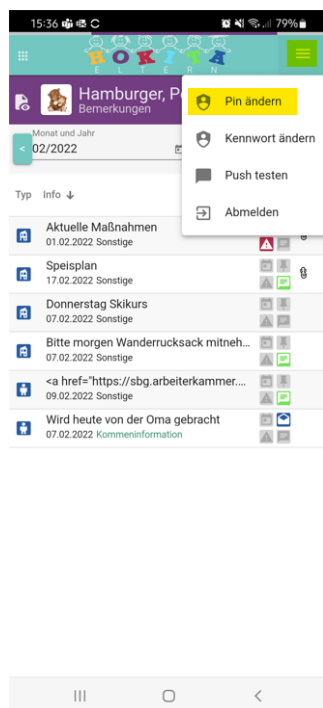 15:36
79%
HOKITA
ELTERN
Hamburger, P
Bemerkungen
Pin ändern
Kennwort ändern
Push testen
Abmelden
Monat und Jahr
< 02/2022
Typ Info ↓
Aktuelle Maßnahmen
01.02.2022 Sonstige
Speisplan
17.02.2022 Sonstige
Donnerstag Skikurs
07.02.2022 Sonstige
Bitte morgen Wanderrucksack mitneh...
07.02.2022 Sonstige
<a href="https://sbg.arbeiterkammer....
09.02.2022 Sonstige
Wird heute von der Oma gebracht
07.02.2022 Kommeninformation